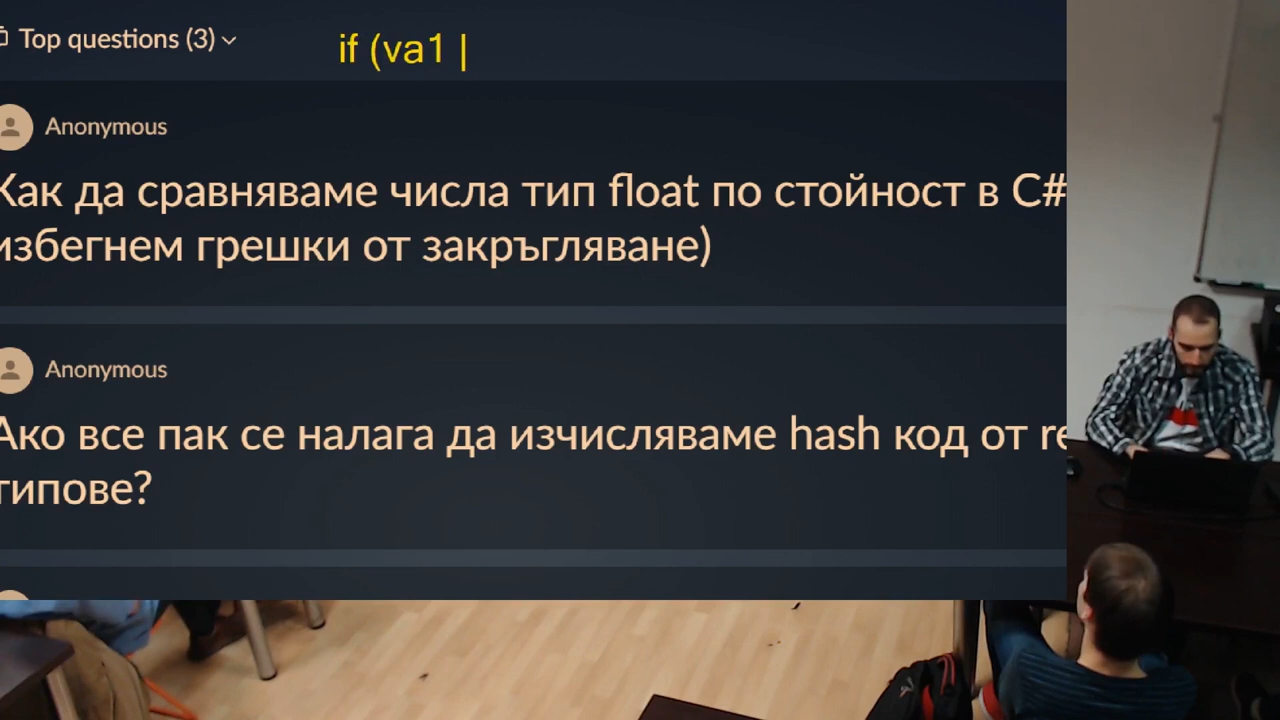 Top questions (3)
if (va1 |
Anonymous
Как да сравняваме числа тип float по стойност в C#
избегнем грешки от закръгляване)
Anonymous
Ако все пак се налага да изчисляваме hash код от
типове?